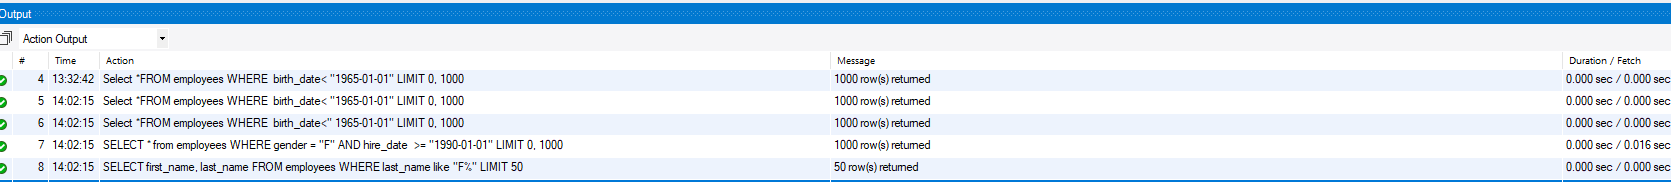 Output
Action Output
# Time Action Message Duration / Fetch
4 13:32:42 Select *FROM employees WHERE birth_date< "1965-01-01" LIMIT 0, 1000 1000 row(s) returned 0.000 sec / 0.000 sec
5 14:02:15 Select *FROM employees WHERE birth_date< "1965-01-01" LIMIT 0, 1000 1000 row(s) returned 0.000 sec / 0.000 sec
6 14:02:15 Select *FROM employees WHERE birth_date<" 1965-01-01" LIMIT 0, 1000 1000 row(s) returned 0.000 sec / 0.000 sec
7 14:02:15 SELECT * from employees WHERE gender = "F" AND hire_date >= "1990-01-01" LIMIT 0, 1000 1000 row(s) returned 0.000 sec / 0.016 sec
8 14:02:15 SELECT first_name, last_name FROM employees WHERE last_name like "F%" LIMIT 50 50 row(s) returned 0.000 sec / 0.000 sec